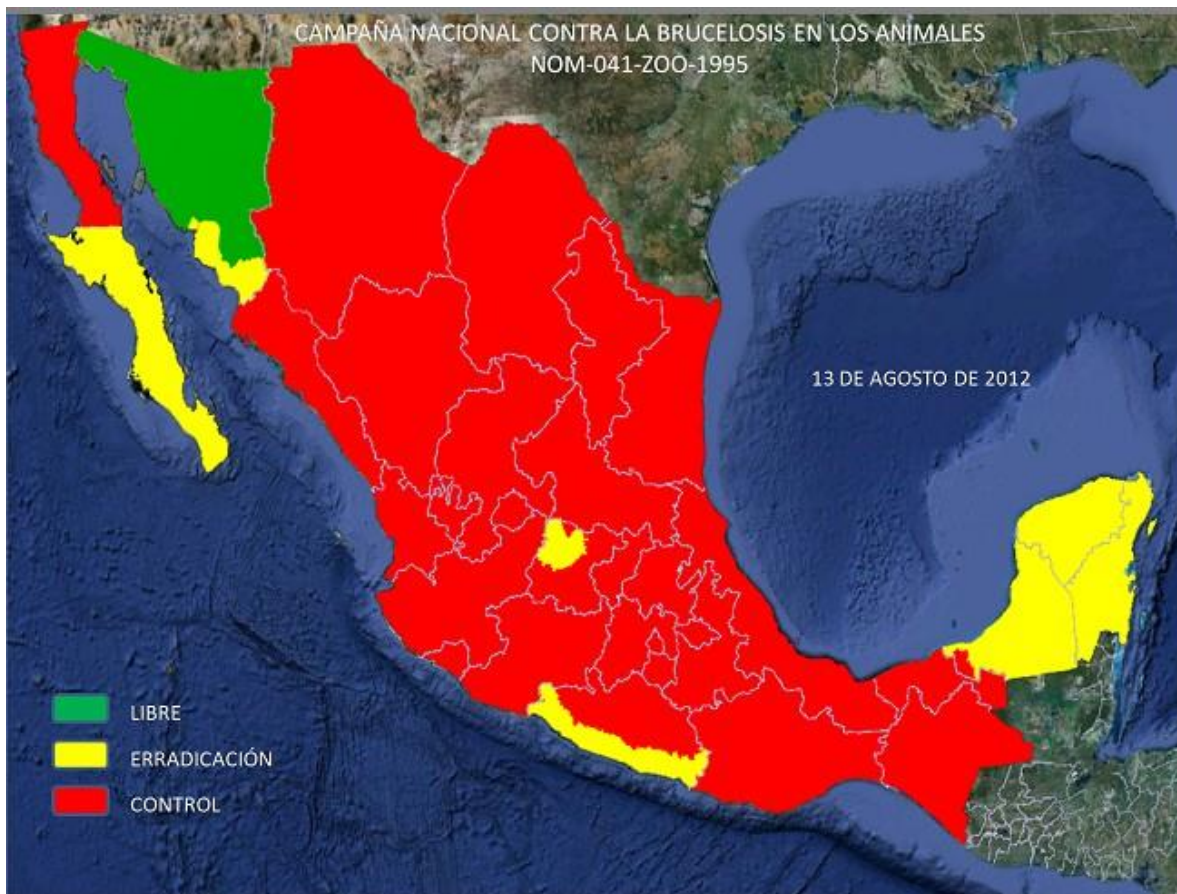 CAMPAÑA NACIONAL CONTRA LA BRUCELOSIS EN LOS ANIMALES
NOM-041-ZOO-1995
13 DE AGOSTO DE 2012
LIBRE
ERRADICACIÓN
CONTROL